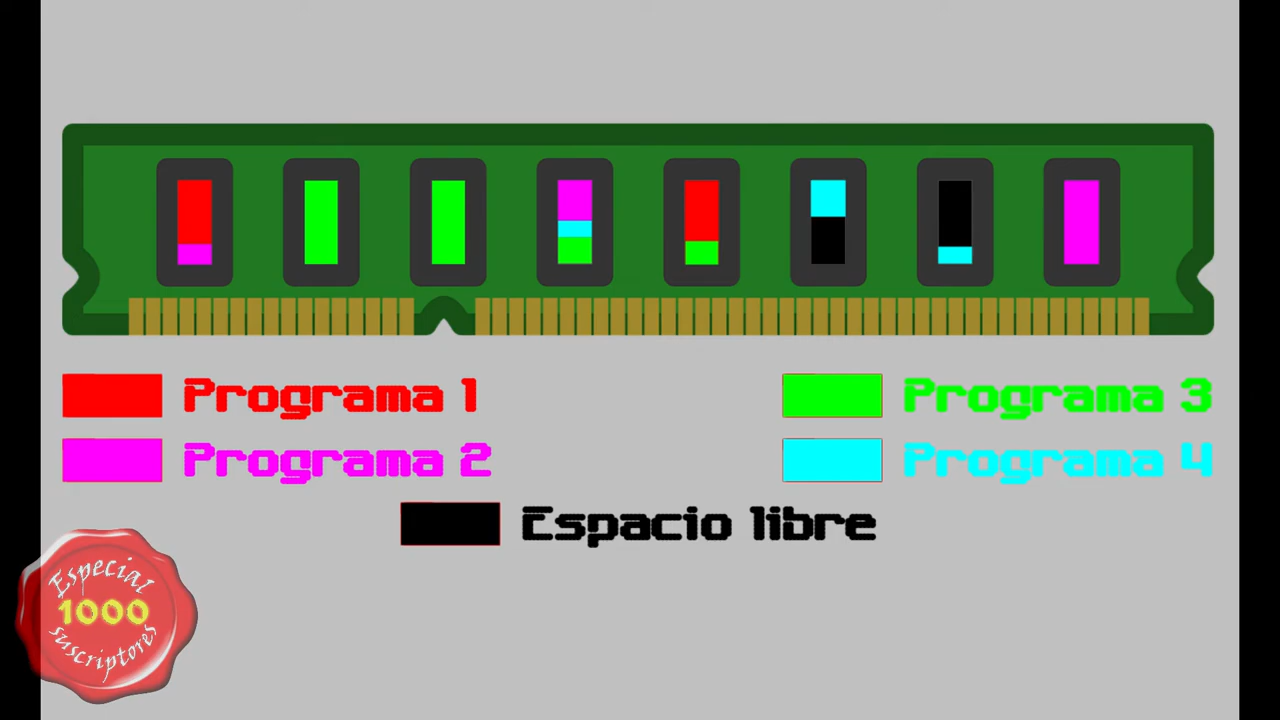 Programa 1
Programa 3
Programa 2
Programa 4
Espacio libre
Especial
1000
suscriptores